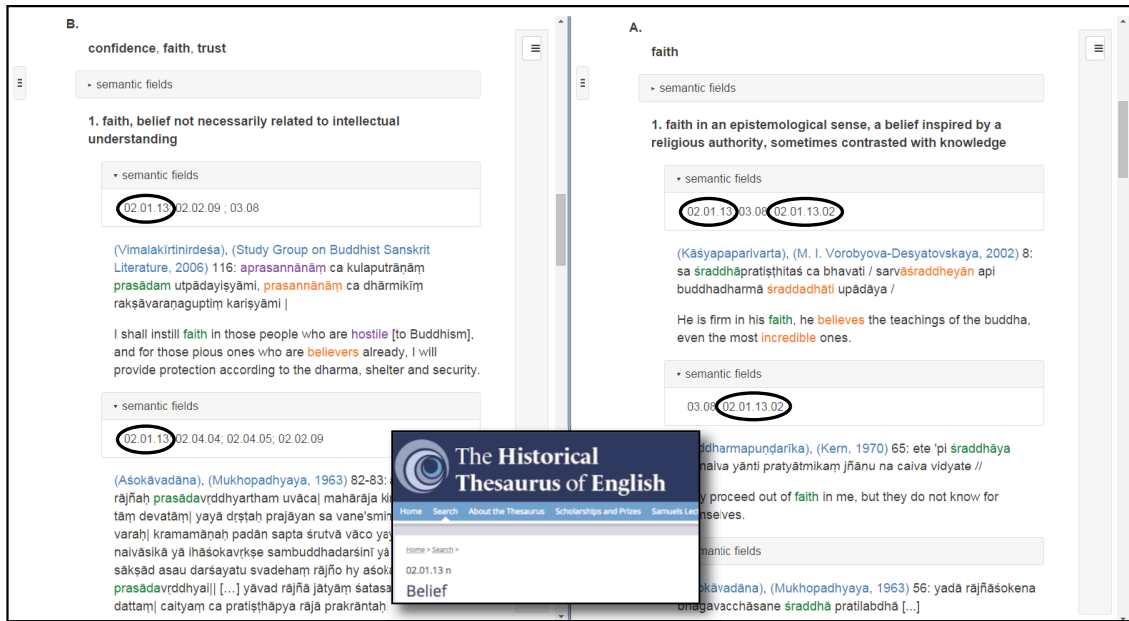 B.
confidence, faith, trust
▸ semantic fields
1. faith, belief not necessarily related to intellectual
understanding
▾ semantic fields
02.01.13; 02.02.09 ; 03.08
(Vimalakīrtinirdeśa), (Study Group on Buddhist Sanskrit
Literature, 2006) 116: aprasannānāṃ ca kulaputrāṇāṃ
prasādam utpādayiṣyāmi, prasannānāṃ ca dhārmikīṃ
rakṣāvaraṇaguptiṃ kariṣyāmi |
I shall instill faith in those people who are hostile [to Buddhism],
and for those pious ones who are believers already, I will
provide protection according to the dharma, shelter and security.
▾ semantic fields
02.01.13; 02.04.04; 02.04.05; 02.02.09
(Aśokāvadāna), (Mukhopadhyaya, 1963) 82-83:
rājñaḥ prasādavṛddhyartham uvāca| mahārāja
tāṃ devatām| yayā dṛṣṭaḥ prajāyan sa
varaḥ| kramamāṇaḥ padān sapta śrutvā vāco
naivāsikā yā ihāśokavṛkṣe sambuddhadarśinī yā
sākṣād asau darśayatu svadehaṃ rājño hy
prasādavṛddhyai|| [...] yāvad rājñā jātyāṃ
dattam| caityaṃ ca pratiṣṭhāpya rājā prakrāntaḥ
A.
faith
▸ semantic fields
1. faith in an epistemological sense, a belief inspired by a
religious authority, sometimes contrasted with knowledge
▾ semantic fields
02.01.13; 03.08; 02.01.13.02
(Kāśyapaparivarta), (M. I. Vorobyova-Desyatovskaya, 2002) 8:
sa śraddhāpratiṣṭhitaś ca bhavati / sarvāśraddheyān api
buddhadharmā śraddadhāti upādāya /
He is firm in his faith, he believes the teachings of the buddha,
even the most incredible ones.
▾ semantic fields
03.08; 02.01.13.02
(Kern, 1970) 65: ete 'pi śraddhāya
yānti pratyātmikaṃ jñānu na caiva vidyate //
proceed out of faith in me, but they do not know for
semantic fields
(Mukhopadhyaya, 1963) 56: yadā rājñāśokena
bhagavacchāsane śraddhā pratilabdhā [...]
The Historical
Thesaurus of English
Home Search About the Thesaurus Scholarships and Prizes Samuels
Home > Search >
02.01.13 n
Belief